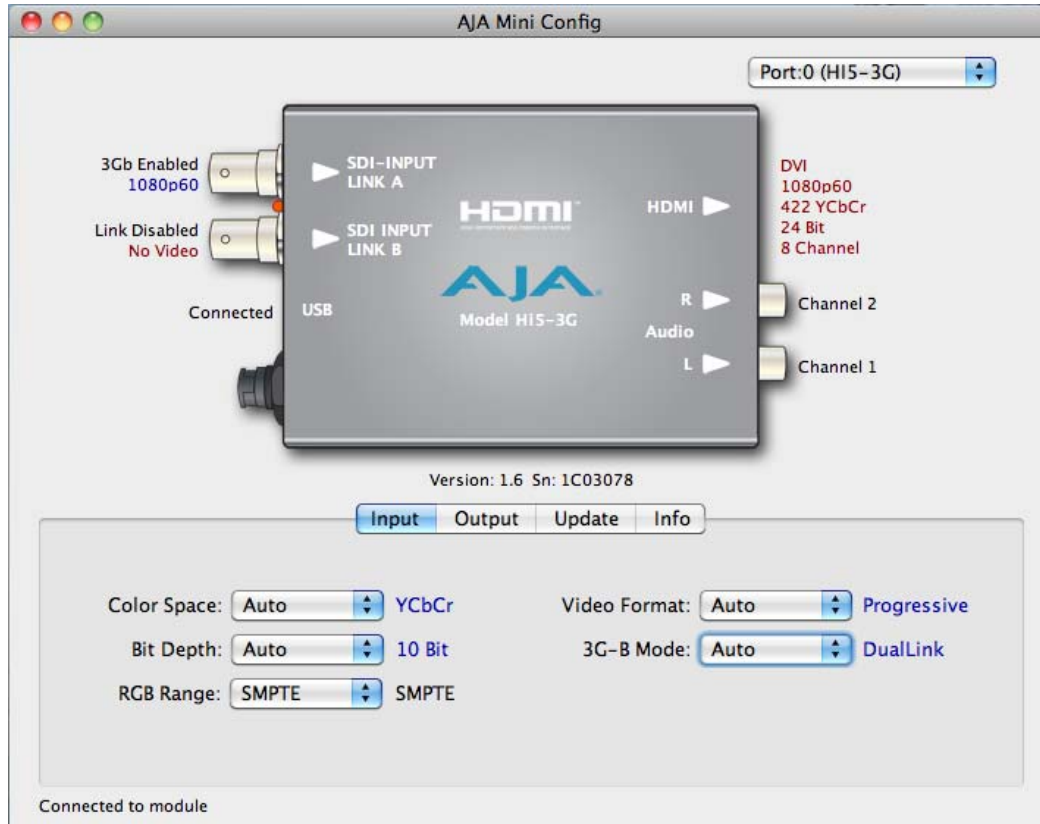 AJA Mini Config
Port:0 (HI5-3G)
3Gb Enabled
1080p60
Link Disabled
No Video
Connected
SDI-INPUT
LINK A
SDI INPUT
LINK B
USB
HDMI
AJA
Model Hi5-3G
HDMI
R
Audio
L
DVI
1080p60
422 YCbCr
24 Bit
8 Channel
Channel 2
Channel 1
Version: 1.6 Sn: 1C03078
Input Output Update Info
Color Space: Auto YCbCr
Bit Depth: Auto 10 Bit
RGB Range: SMPTE SMPTE
Video Format: Auto Progressive
3G-B Mode: Auto DualLink
Connected to module